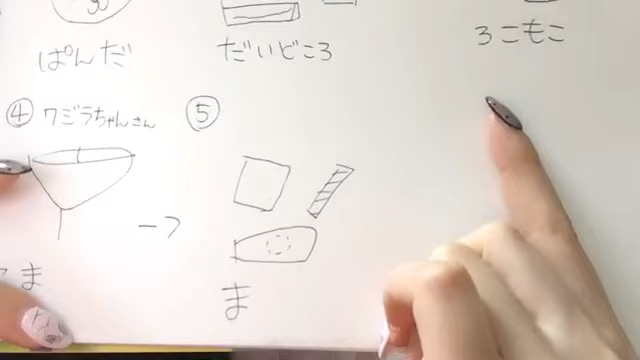 ぱんだ
だいどころ
ろこもこ
④ クジラちゃんさん ⑤
ま
ま